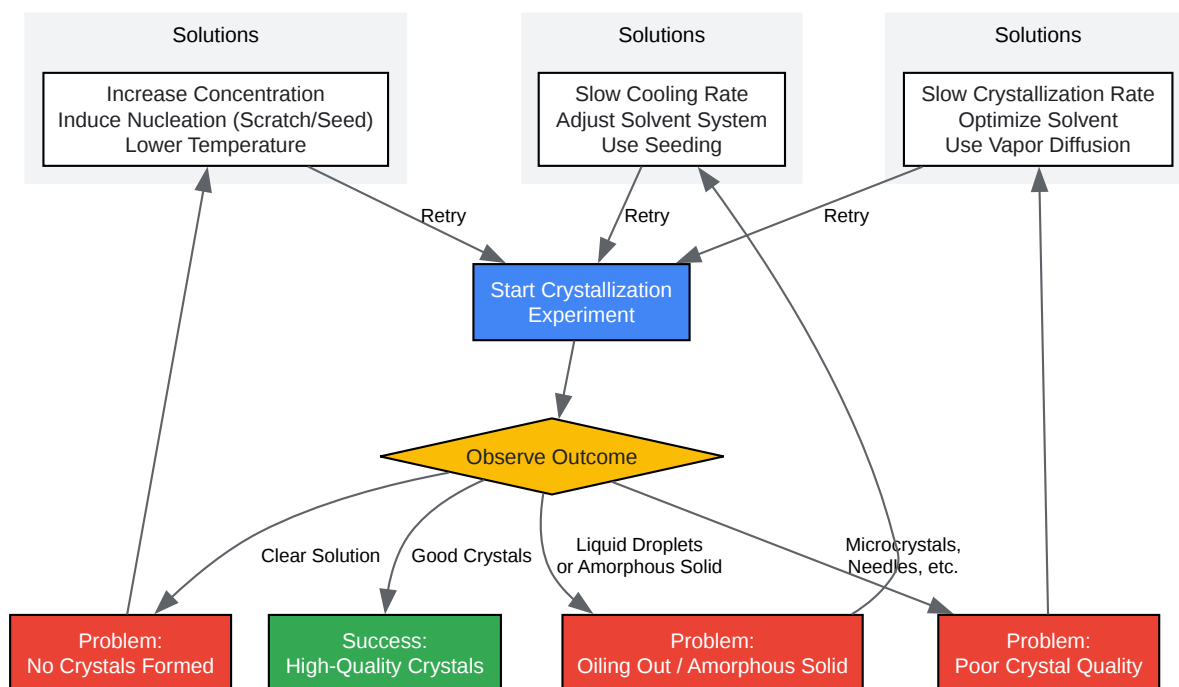 Solutions
Solutions
Solutions
Increase Concentration
Induce Nucleation (Scratch/Seed)
Lower Temperature
Slow Cooling Rate
Adjust Solvent System
Use Seeding
Slow Crystallization Rate
Optimize Solvent
Use Vapor Diffusion
Retry
Retry
Retry
Start Crystallization
Experiment
Observe Outcome
Clear Solution
Good Crystals
Liquid Droplets
or Amorphous Solid
Microcrystals,
Needles, etc.
Problem:
No Crystals Formed
Success:
High-Quality Crystals
Problem:
Oiling Out / Amorphous Solid
Problem:
Poor Crystal Quality